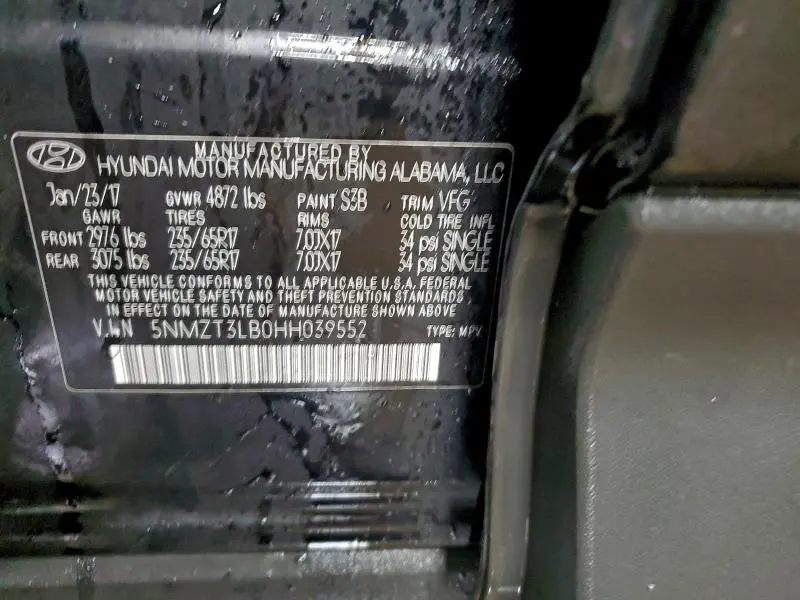 MANUFACTURED BY
HYUNDAI MOTOR MANUFACTURING ALABAMA, LLC
Jan/23/17 GVWR 4872 lbs PAINT S3B TRIM VFG
GAWR TIRES RIMS COLD TIRE INFL
FRONT 2976 lbs 235/65R17 7.0JX17 34 psi SINGLE
REAR 3075 lbs 235/65R17 7.0JX17 34 psi SINGLE
THIS VEHICLE CONFORMS TO ALL APPLICABLE U.S.A. FEDERAL
MOTOR VEHICLE SAFETY AND THEFT PREVENTION STANDARDS
IN EFFECT ON THE DATE OF MANUFACTURE SHOWN ABOVE
V.I.N 5NMZT3LB0HH039552 TYPE: MPV